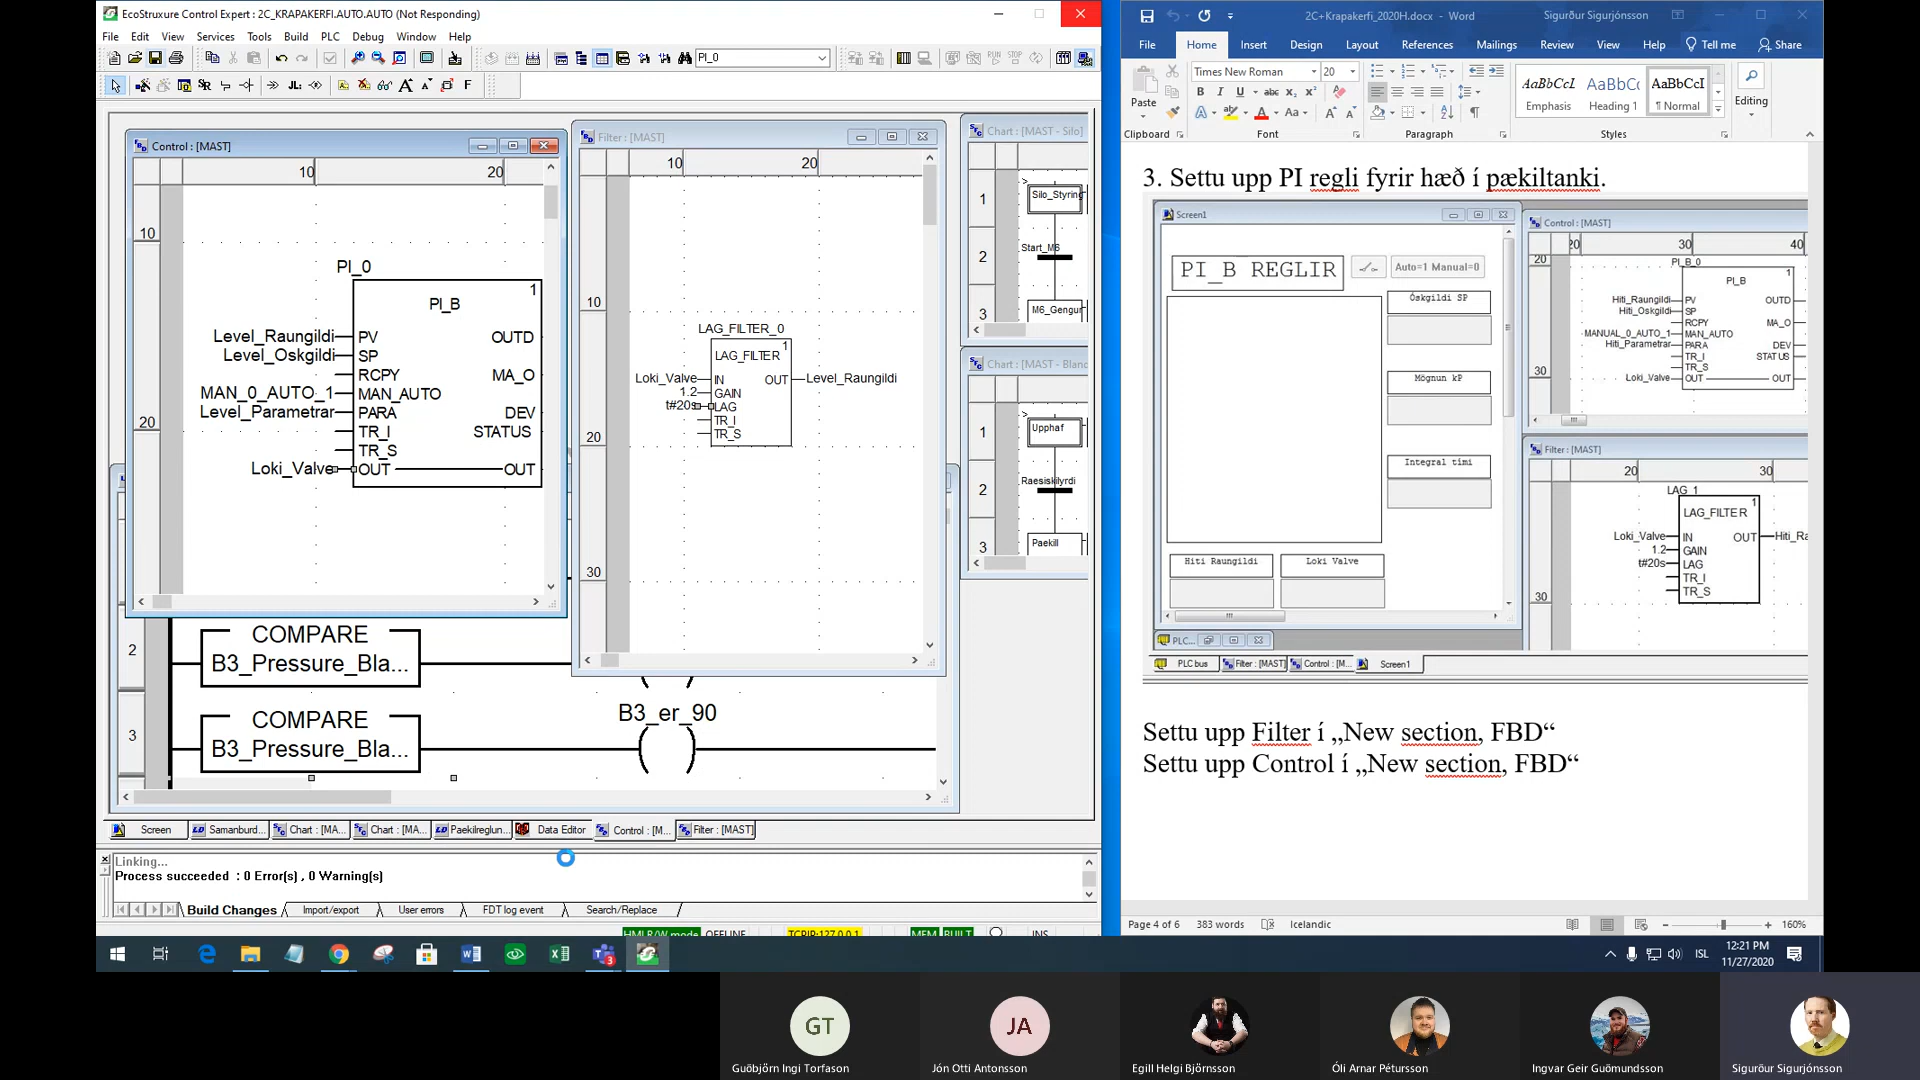 EcoStruxure Control Expert : 2C_KRAPAKERFI.AUTO.AUTO (Not Responding)
File Edit View Services Tools Build PLC Debug Window Help
PI_0
Control : [MAST]
10 20
10
20
PI_0
1
PI_B
Level_Raungildi PV OUTD
Level_Oskgildi SP
RCPY MA_O
MAN_0_AUTO_1 MAN_AUTO
Level_Parametrar PARA DEV
TR_I STATUS
TR_S
Loki_Valve OUT OUT
Filter : [MAST]
10 20
10
20
30
LAG_FILTER_0
1
LAG_FILTER
Loki_Valve IN OUT Level_Raungildi
1.2 GAIN
t#20s LAG
TR_I
TR_S
Chart : [MAST - Silo]
1 Silo_Styring
Start_M6
2
3 M6_Gengur
Chart : [MAST - Bland
1 Upphaf
Raesiskilyrdi
2
3 Paekill
2
COMPARE
B3_Pressure_Bla...
3
COMPARE
B3_Pressure_Bla...
B3_er_90
Screen Samanburd... Chart : [MA... Chart : [MA... Paekilreglun... Data Editor Control : [M... Filter : [MAST]
Linking...
Process succeeded : 0 Error(s) , 0 Warning(s)
Build Changes Import/export User errors FDT log event Search/Replace
HMI R/W mode OFFLINE TCPIP:127.0.0.1 MEM BUILT INS
2C+Krapakerfi_2020H.docx - Word Sigurður Sigurjónsson
File Home Insert Design Layout References Mailings Review View Help Tell me Share
Paste
Clipboard
Times New Roman 20
Font
Paragraph
AaBbCcI AaBbCc AaBbCcI
Emphasis Heading 1 ¶ Normal
Styles
Editing
3. Settu upp PI regli fyrir hæð í pækiltanki.
Screen1
PI_B REGLIR
Auto=1 Manual=0
Óskgildi SP
Mögnun kP
Integral tími
Hiti Raungildi Loki Valve
PLC...
PLC bus Filter : [MAST] Control : [M... Screen1
Control : [MAST]
20 30 40
20
30
PI_B_0
1
PI_B
Hiti_Raungildi PV OUTD
Hiti_Oskgildi SP
RCPY MA_O
MANUAL_0_AUTO_1 MAN_AUTO
Hiti_Parametrar PARA DEV
TR_I STATUS
TR_S
Loki_Valve OUT OUT
Filter : [MAST]
20 30
30
LAG_1
1
LAG_FILTER
Loki_Valve IN OUT Hiti_Ra
1.2 GAIN
t#20s LAG
TR_I
TR_S
Settu upp Filter í „New section, FBD“
Settu upp Control í „New section, FBD“
Page 4 of 6 383 words Icelandic 160%
ISL
12:21 PM
11/27/2020
GT
JA
Guðbjörn Ingi Torfason
Jón Otti Antonsson
Egill Helgi Björnsson
Óli Arnar Pétursson
Ingvar Geir Guðmundsson
Sigurður Sigurjónsson